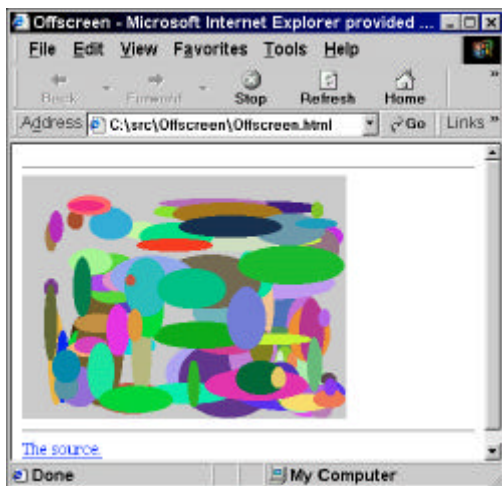 Offscreen - Microsoft Internet Explorer provided ...
File Edit View Favorites Tools Help
Back Forward Stop Refresh Home »
Address C:\src\Offscreen\Offscreen.html Go Links »
The source.
Done My Computer